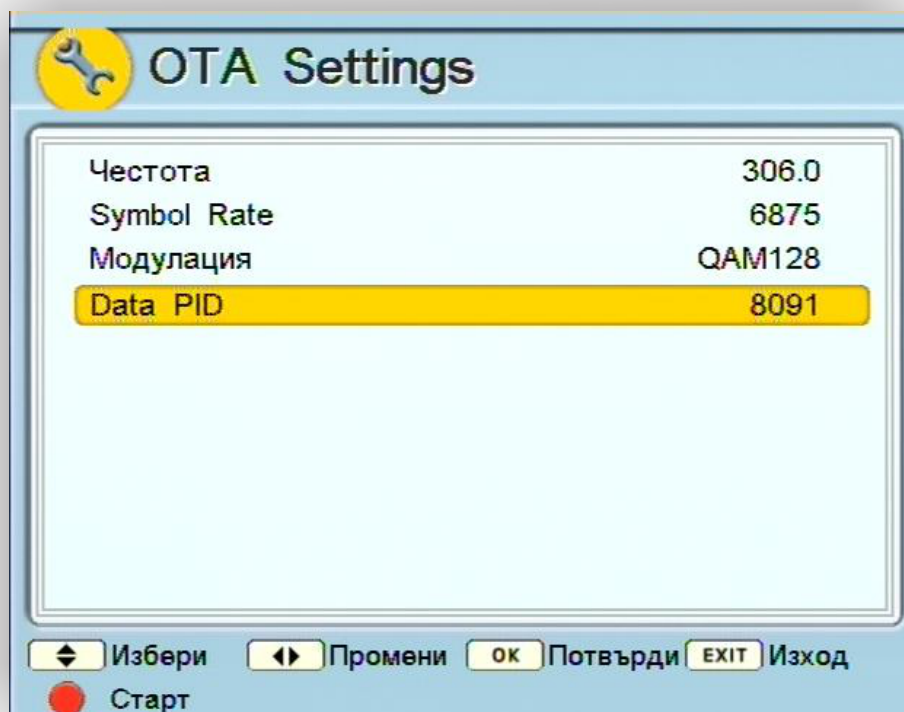 OTA Settings
Честота 306.0
Symbol Rate 6875
Модулация QAM128
Data PID 8091
Избери Промени OK Потвърди EXIT Изход
Старт